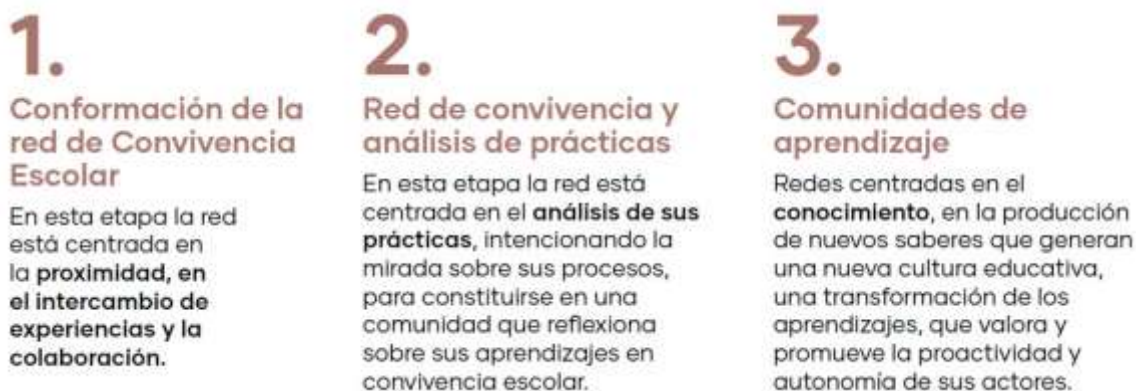 1.
Conformación de la
red de Convivencia
Escolar
En esta etapa la red
está centrada en
la proximidad, en
el intercambio de
experiencias y la
colaboración.
2.
Red de convivencia y
análisis de prácticas
En esta etapa la red está
centrada en el análisis de sus
prácticas, intencionando la
mirada sobre sus procesos,
para constituirse en una
comunidad que reflexiona
sobre sus aprendizajes en
convivencia escolar.
3.
Comunidades de
aprendizaje
Redes centradas en el
conocimiento, en la producción
de nuevos saberes que generan
una nueva cultura educativa,
una transformación de los
aprendizajes, que valora y
promueve la proactividad y
autonomía de sus actores.